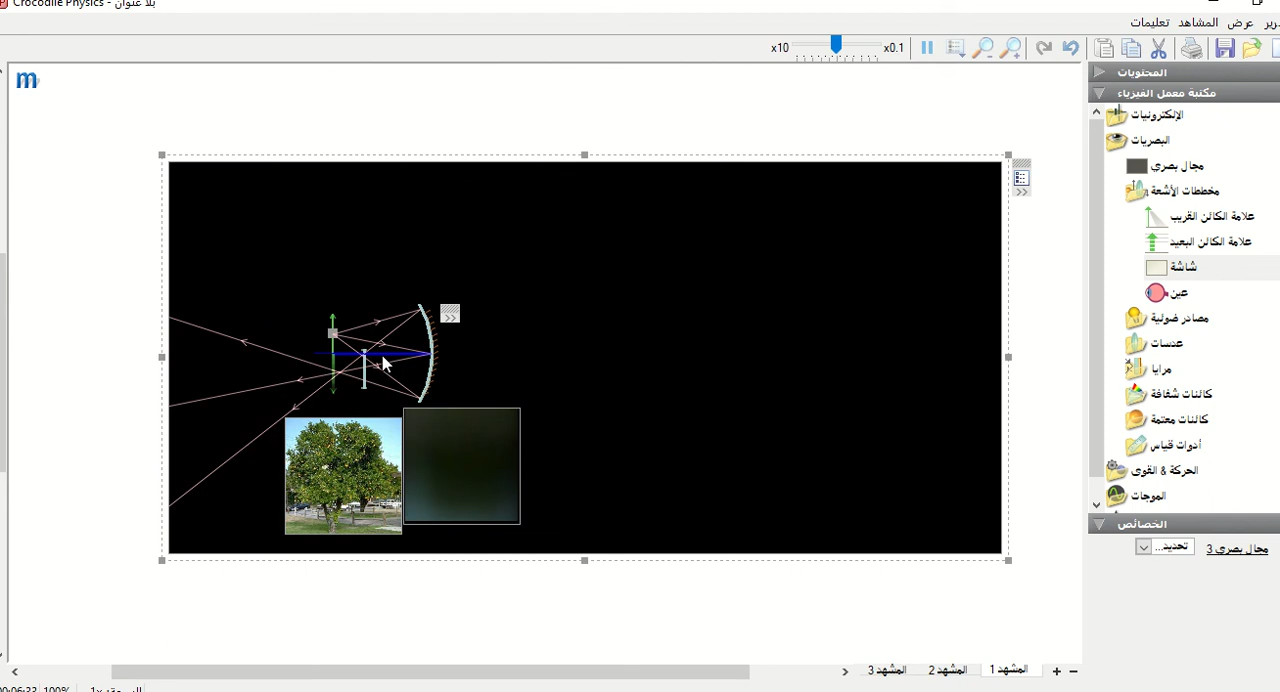 Crocodile Physics - بلا عنوان
عرض المشاهد تعليمات
x10
x0.1
m
المحتويات
مكتبة معمل الفيزياء
الإلكترونيات
البصريات
مجال بصري
مخططات الأشعة
علامة الكائن القريب
علامة الكائن البعيد
شاشة
عين
مصادر ضوئية
عدسات
مرايا
كائنات شفافة
كائنات معتمة
أدوات قياس
الحركة & القوى
الموجات
الخصائص
مجال بصري 3
تحديد...
المشهد 1
المشهد 2
المشهد 3
100%